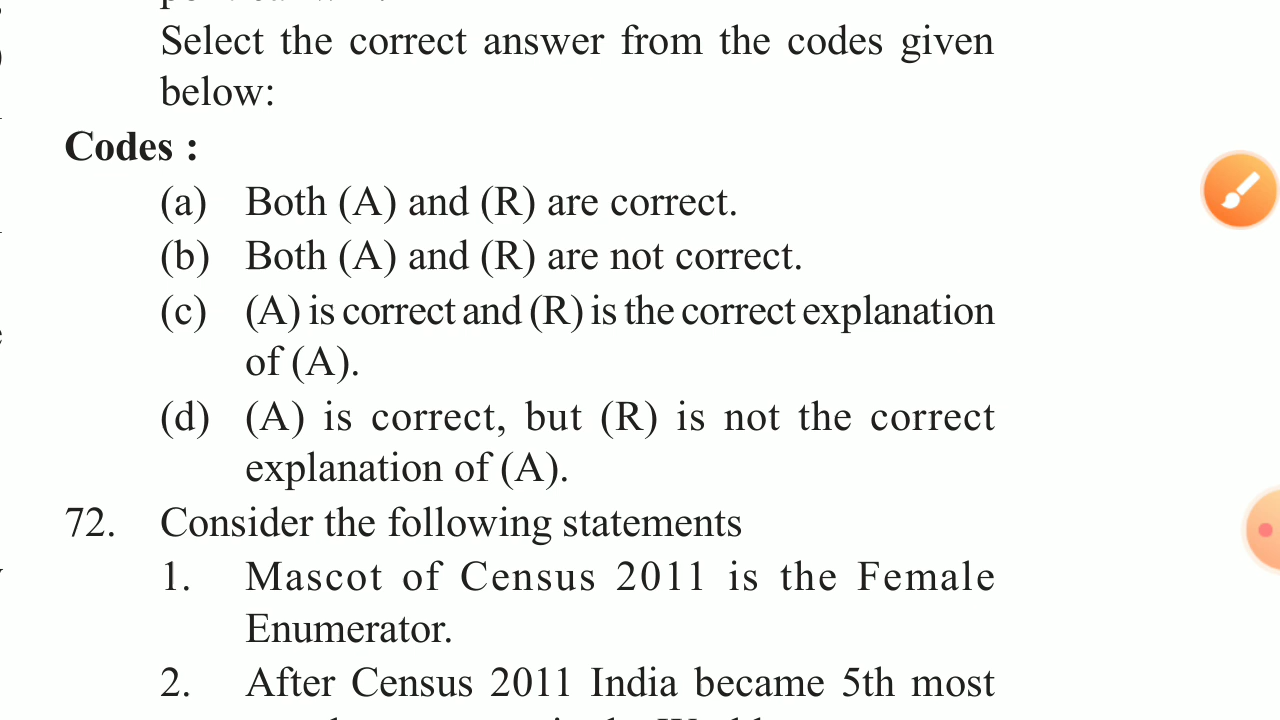 Select the correct answer from the codes given
below:
Codes :
(a) Both (A) and (R) are correct.
(b) Both (A) and (R) are not correct.
(c) (A) is correct and (R) is the correct explanation
of (A).
(d) (A) is correct, but (R) is not the correct
explanation of (A).
72. Consider the following statements
1. Mascot of Census 2011 is the Female
Enumerator.
2. After Census 2011 India became 5th most